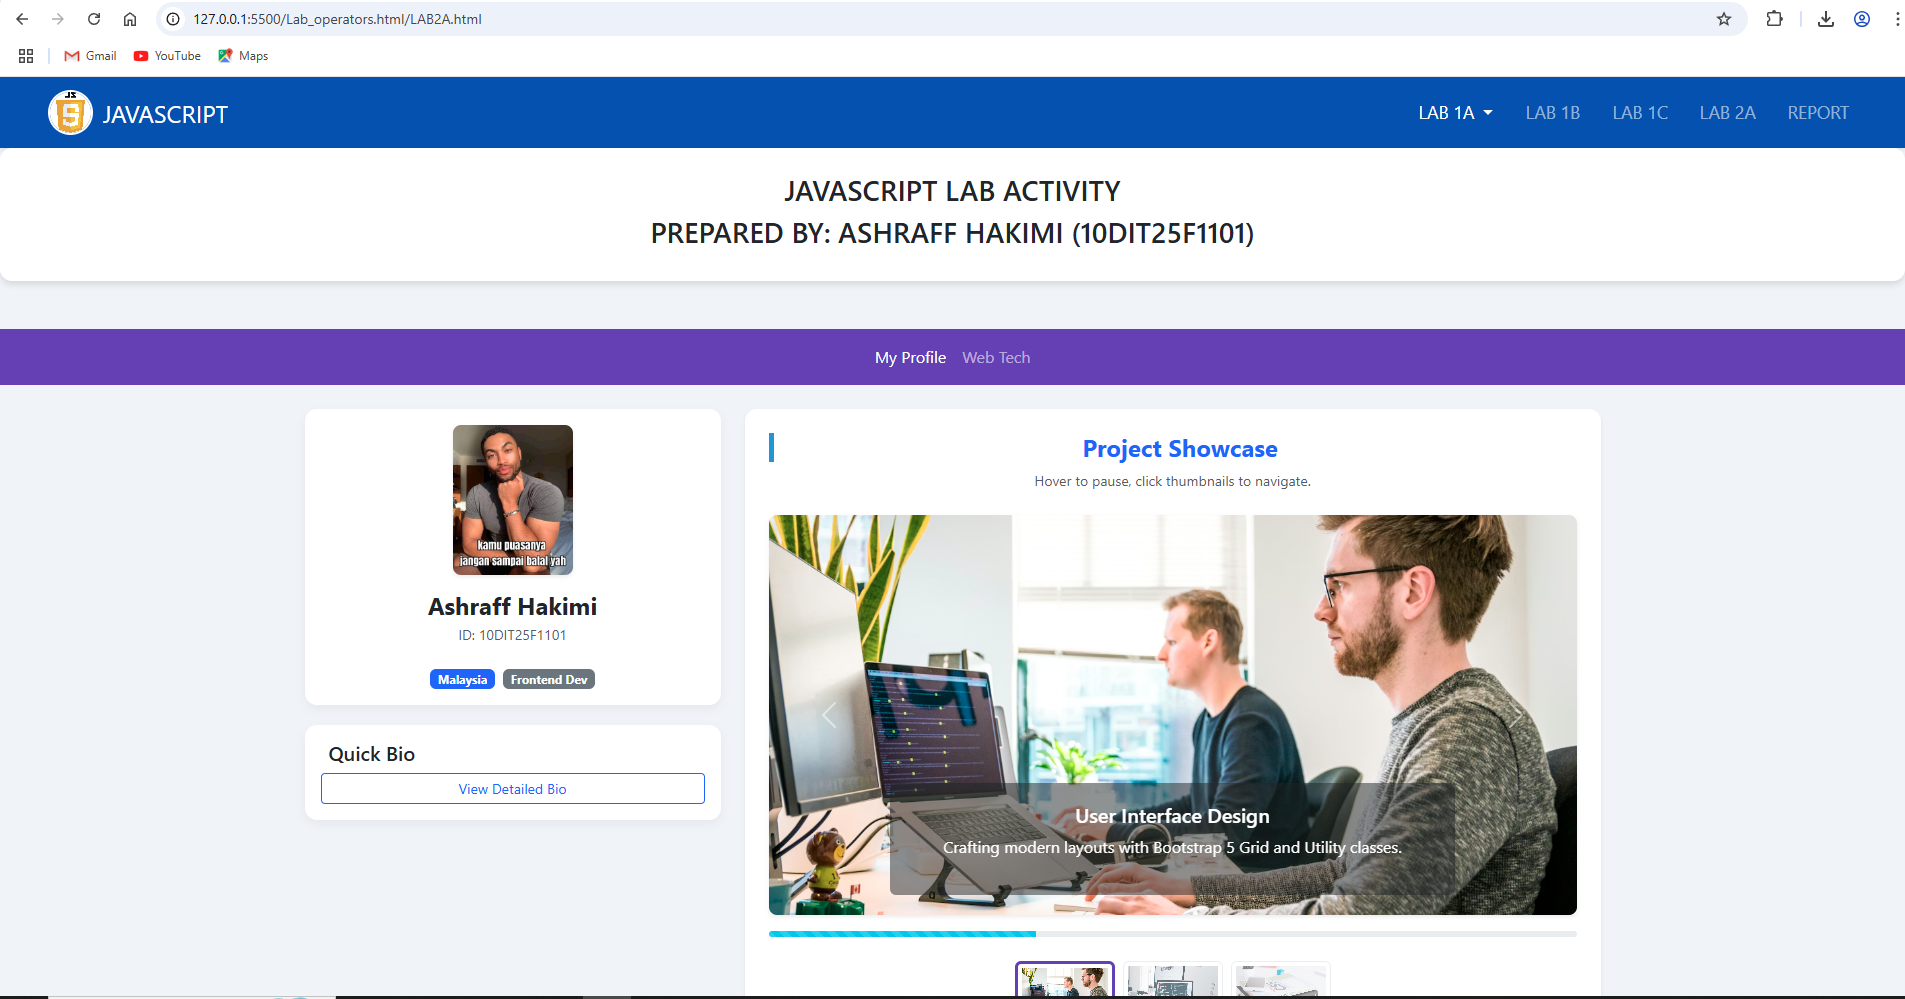 127.0.0.1:5500/Lab_operators.html/LAB2A.html
Gmail YouTube Maps
JS
JAVASCRIPT LAB 1A LAB 1B LAB 1C LAB 2A REPORT
JAVASCRIPT LAB ACTIVITY
PREPARED BY: ASHRAFF HAKIMI (10DIT25F1101)
My Profile Web Tech
kamu puasanya
jangan sampai batal yah
Ashraff Hakimi
ID: 10DIT25F1101
Malaysia Frontend Dev
Quick Bio
View Detailed Bio
Project Showcase
Hover to pause, click thumbnails to navigate.
User Interface Design
Crafting modern layouts with Bootstrap 5 Grid and Utility classes.